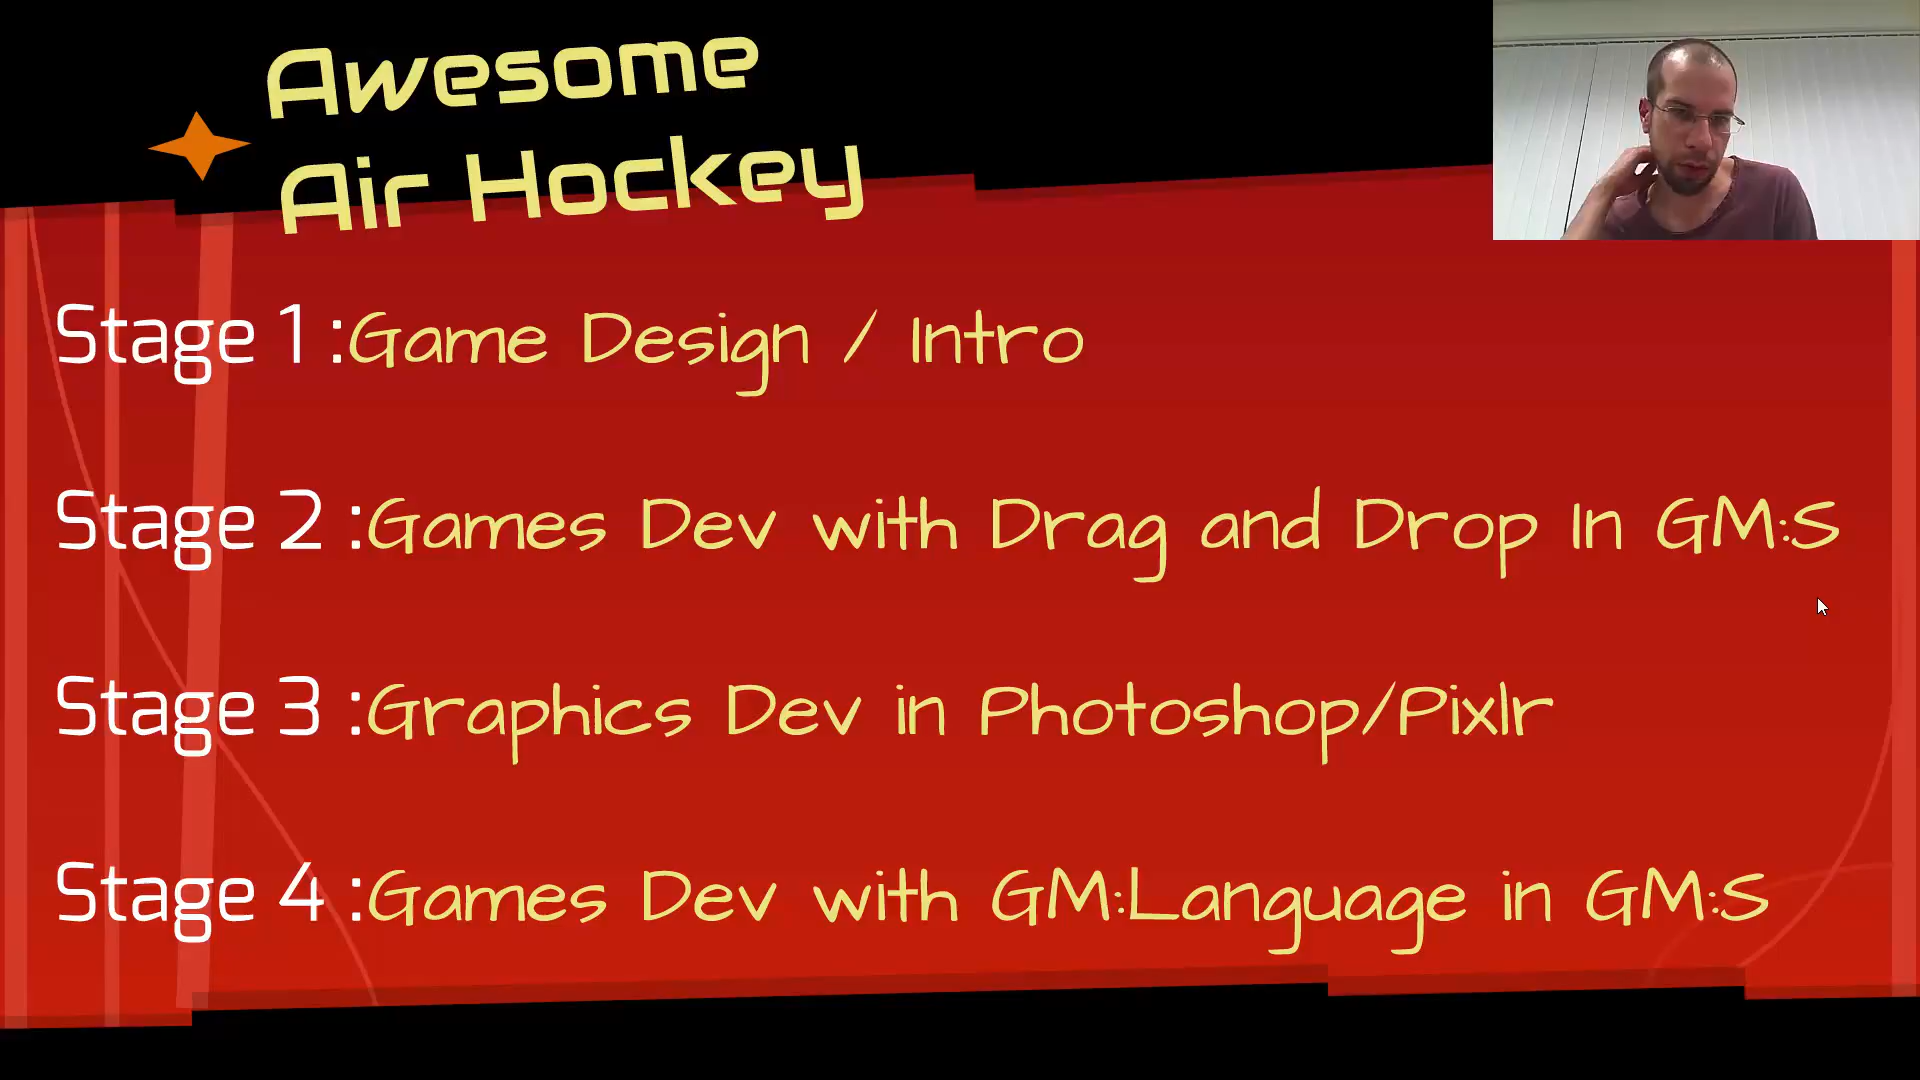 Awesome
Air Hockey
Stage 1 :Game Design / Intro
Stage 2 :Games Dev with Drag and Drop In GM:S
Stage 3 :Graphics Dev in Photoshop/Pixlr
Stage 4 :Games Dev with GM:Language in GM:S